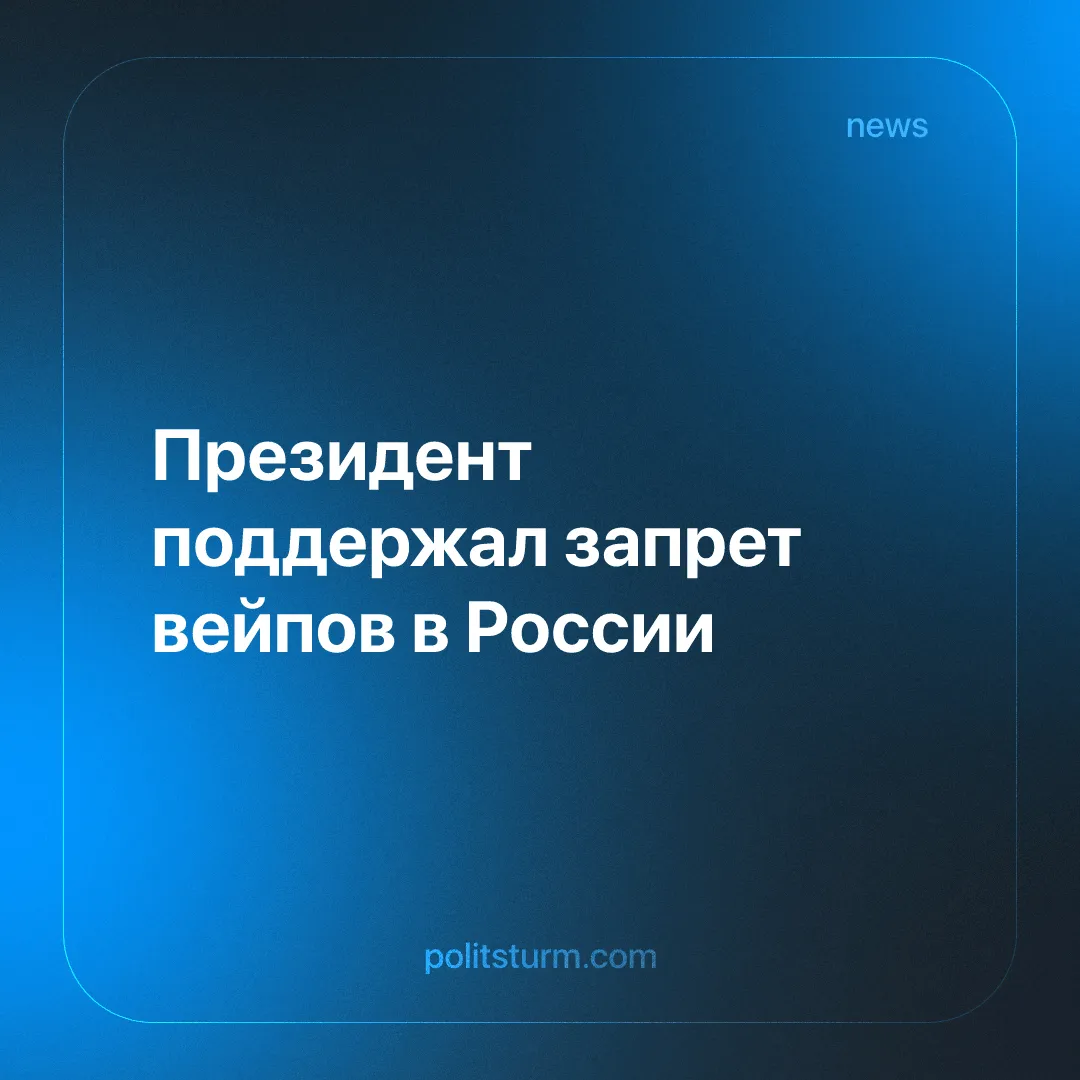 news
Президент
поддержал запрет
вейпов в России
politsturm.com